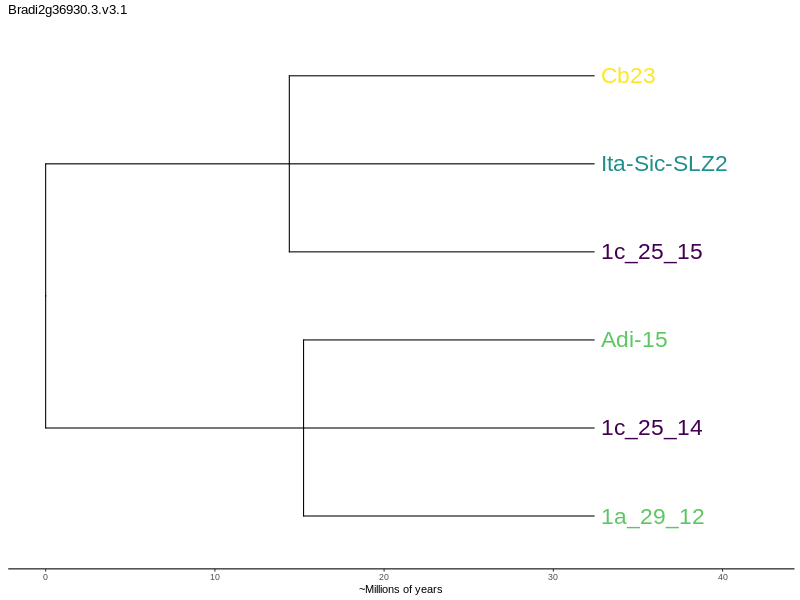 Bradi2g36930.3.v3.1
Cb23
Ita-Sic-SLZ2
1c_25_15
Adi-15
1c_25_14
1a_29_12
0 10 20 30 40
~Millions of years